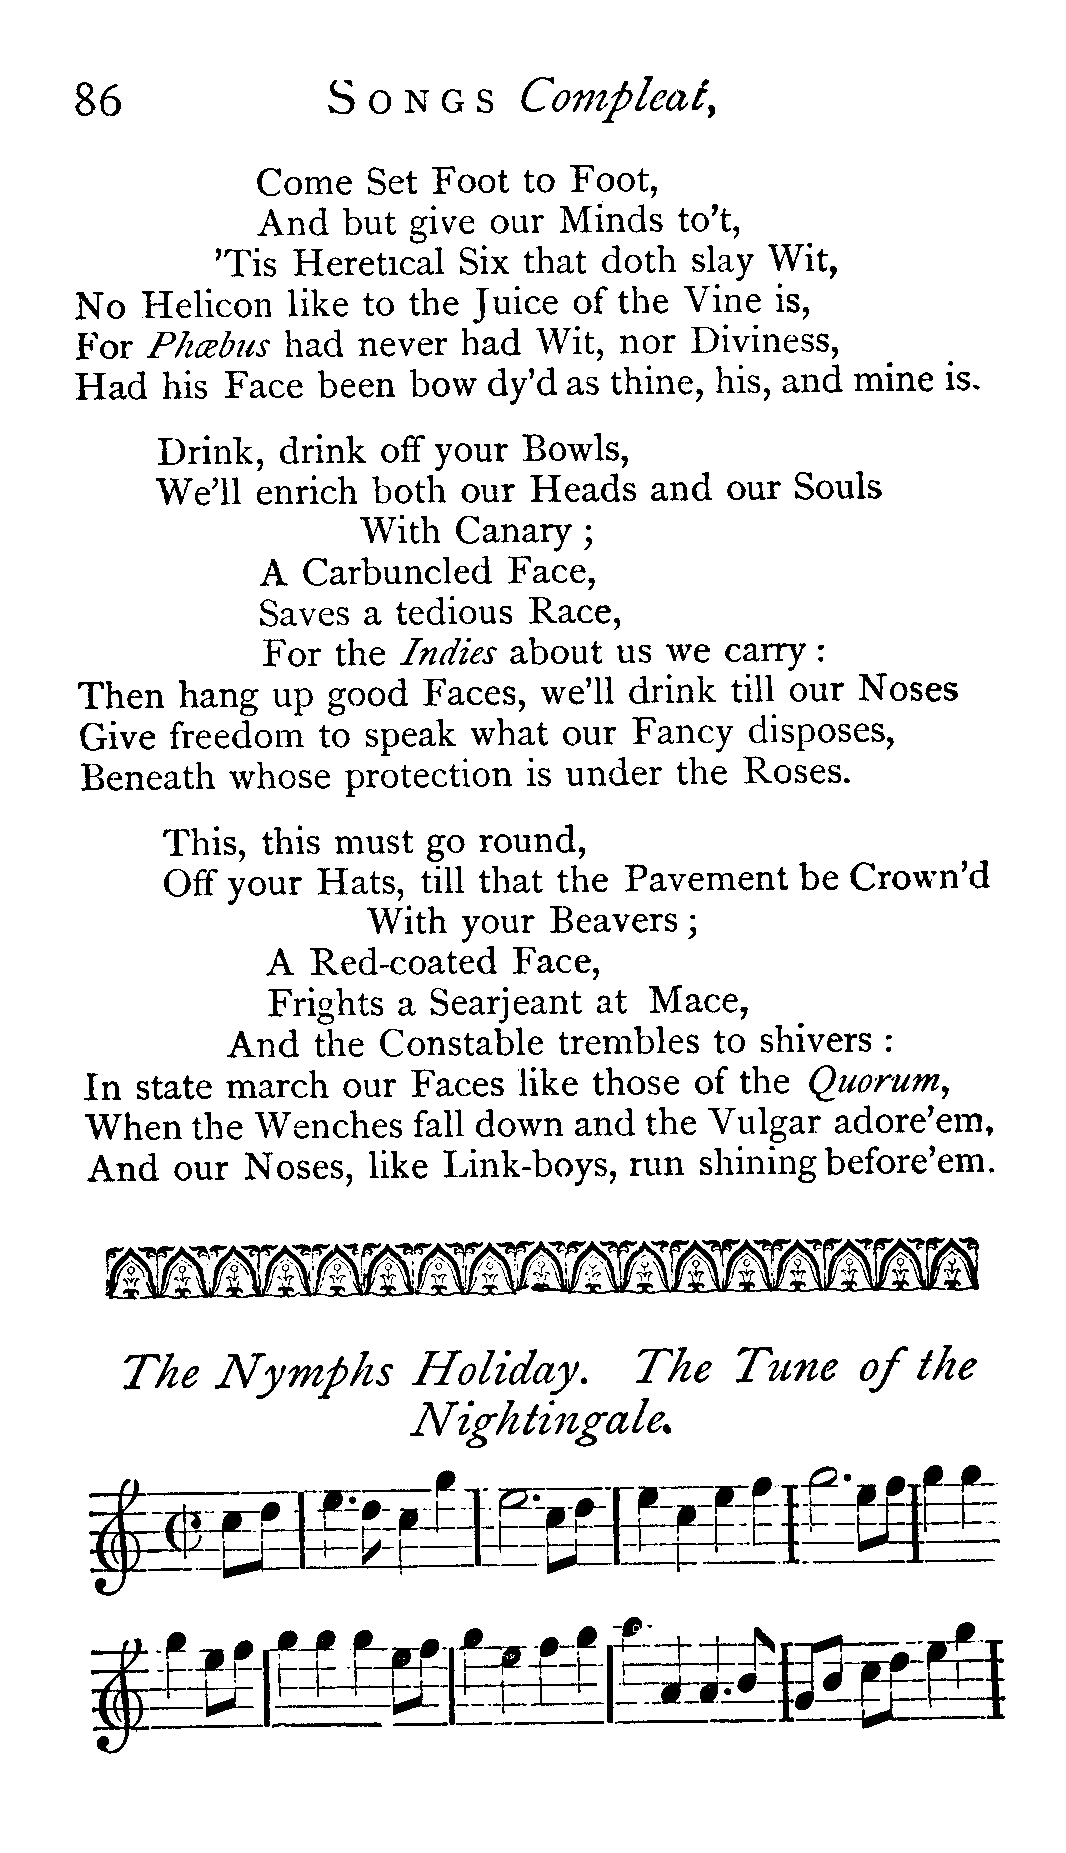 86 SONGS Compleat,
Come Set Foot to Foot,
And but give our Minds to't,
'Tis Heretical Six that doth slay Wit,
No Helicon like to the Juice of the Vine is,
For Phœbus had never had Wit, nor Diviness,
Had his Face been bow dy'd as thine, his, and mine is.
Drink, drink off your Bowls,
We'll enrich both our Heads and our Souls
With Canary ;
A Carbuncled Face,
Saves a tedious Race,
For the Indies about us we carry :
Then hang up good Faces, we'll drink till our Noses
Give freedom to speak what our Fancy disposes,
Beneath whose protection is under the Roses.
This, this must go round,
Off your Hats, till that the Pavement be Crown'd
With your Beavers ;
A Red-coated Face,
Frights a Searjeant at Mace,
And the Constable trembles to shivers :
In state march our Faces like those of the Quorum,
When the Wenches fall down and the Vulgar adore'em,
And our Noses, like Link-boys, run shining before'em.
The Nymphs Holiday. The Tune of the
Nightingale.